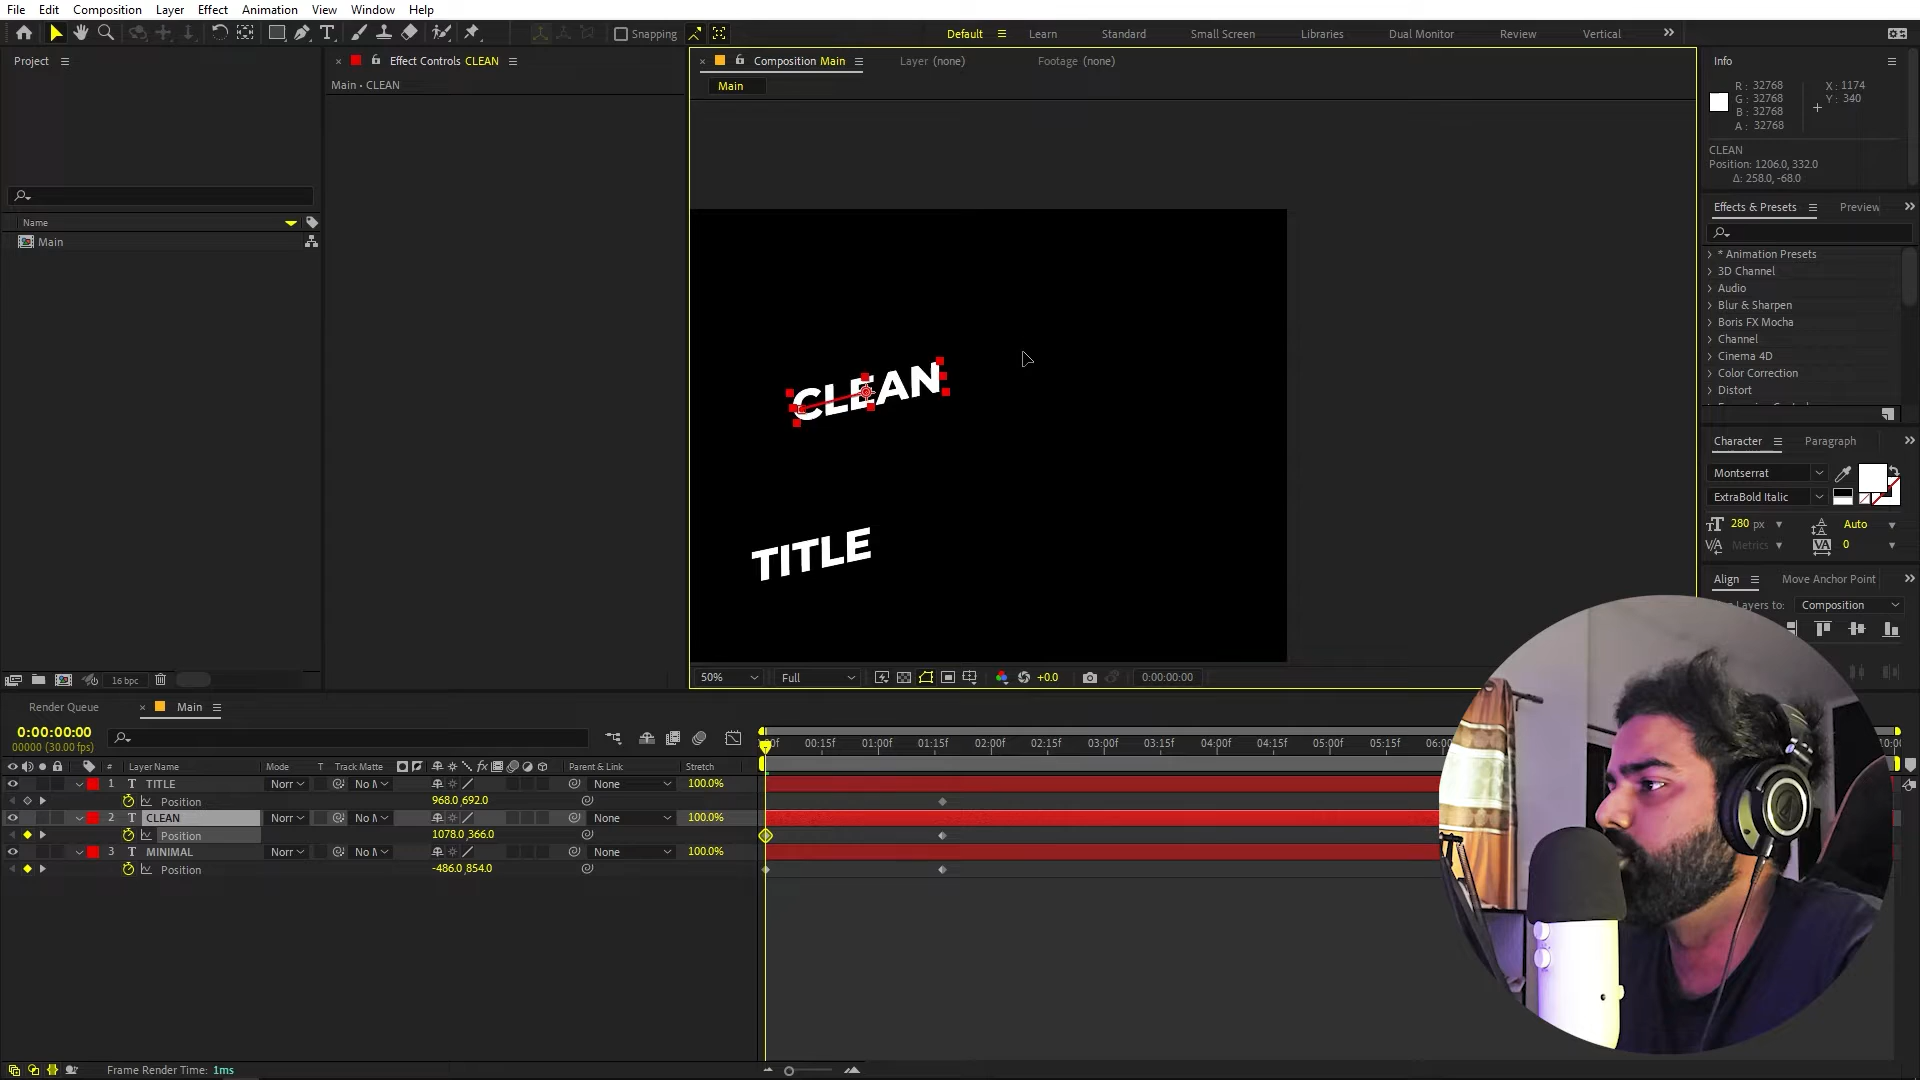 File Edit Composition Layer Effect Animation View Window Help
Snapping Default Learn Standard Small Screen Libraries Dual Monitor Review Vertical
Project
Name
Main
16 bpc
Effect Controls CLEAN
Main • CLEAN
Composition Main Layer (none) Footage (none)
Main
CLEAN
TITLE
50% Full +0.0 0:00:00:00
Info
R : 32768 X : 1174
G : 32768 Y : 340
B : 32768
A : 32768
CLEAN
Position: 1206.0, 332.0
Δ: 258.0, -68.0
Effects & Presets Preview
* Animation Presets
3D Channel
Audio
Blur & Sharpen
Boris FX Mocha
Channel
Cinema 4D
Color Correction
Distort
Character Paragraph
Montserrat
ExtraBold Italic
280 px Auto
Metrics 0
Align Move Anchor Point
Layers to: Composition
Render Queue Main
0:00:00:00
00000 (30.00 fps)
00:15f 01:00f 01:15f 02:00f 02:15f 03:00f 03:15f 04:00f 04:15f 05:00f 05:15f
# Layer Name Mode T Track Matte Parent & Link Stretch
1 T TITLE Norr No M None 100.0%
Position 968.0,692.0
2 T CLEAN Norr No M None 100.0%
Position 1078.0,366.0
3 T MINIMAL Norr No M None 100.0%
Position -486.0,854.0
Frame Render Time: 1ms